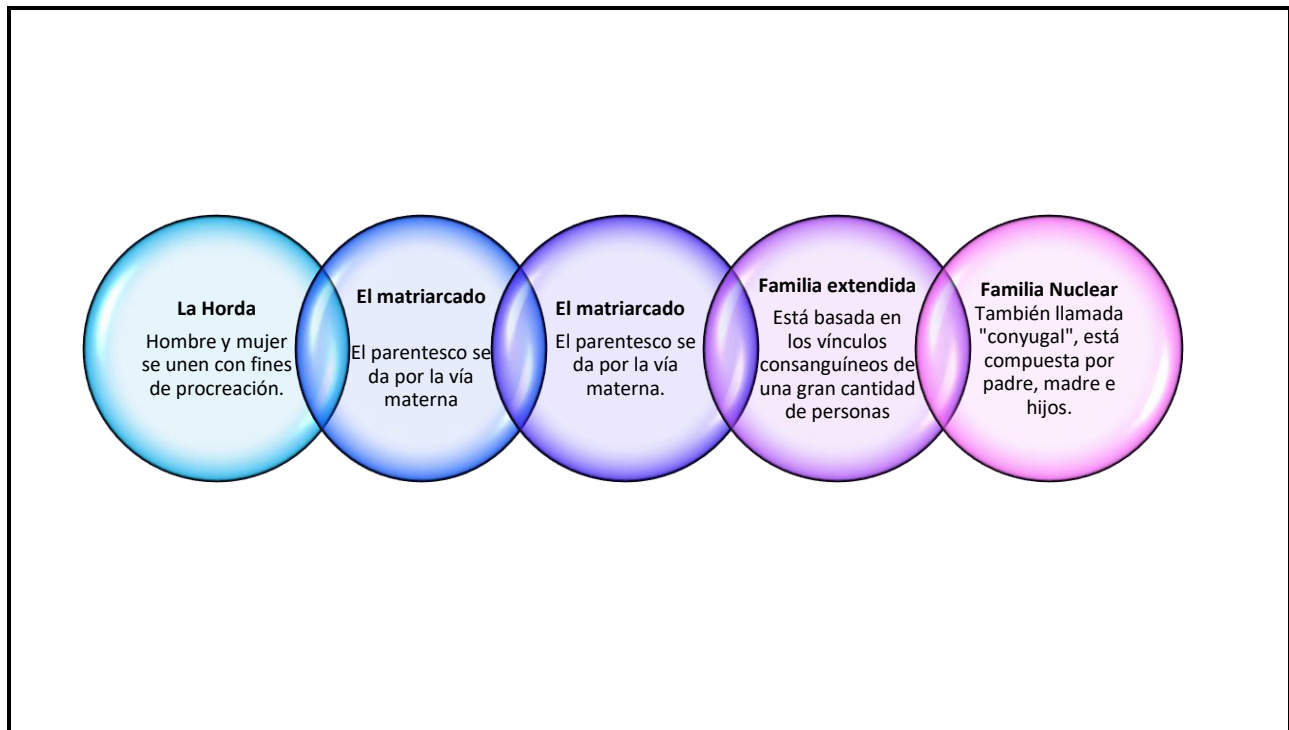 La Horda
Hombre y mujer
se unen con fines
de procreación.
El matriarcado
El parentesco se
da por la vía
materna
El matriarcado
El parentesco se
da por la vía
materna.
Familia extendida
Está basada en
los vínculos
consanguíneos de
una gran cantidad
de personas
Familia Nuclear
También llamada
"conyugal", está
compuesta por
padre, madre e
hijos.